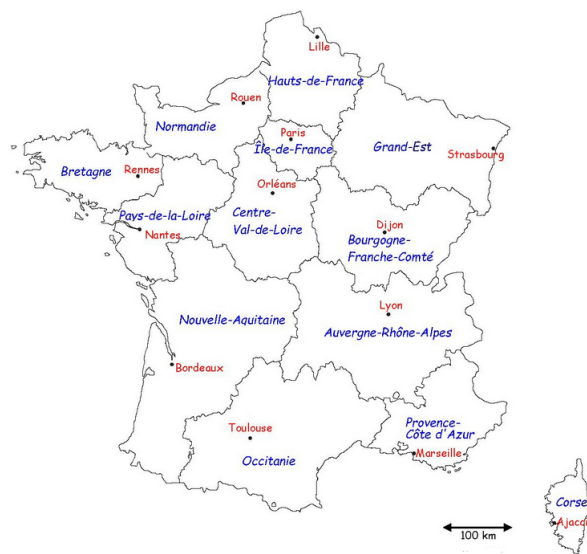 Lille
Hauts-de-France
Rouen
Normandie
Paris
Île-de-France
Grand-Est
Strasbourg
Bretagne
Rennes
Orléans
Pays-de-la-Loire
Centre-
Val-de-Loire
Nantes
Dijon
Bourgogne-
Franche-Comté
Lyon
Nouvelle-Aquitaine
Auvergne-Rhône-Alpes
Bordeaux
Toulouse
Provence-
Côte d'Azur
Occitanie
Marseille
Corse
Ajacci
100 km